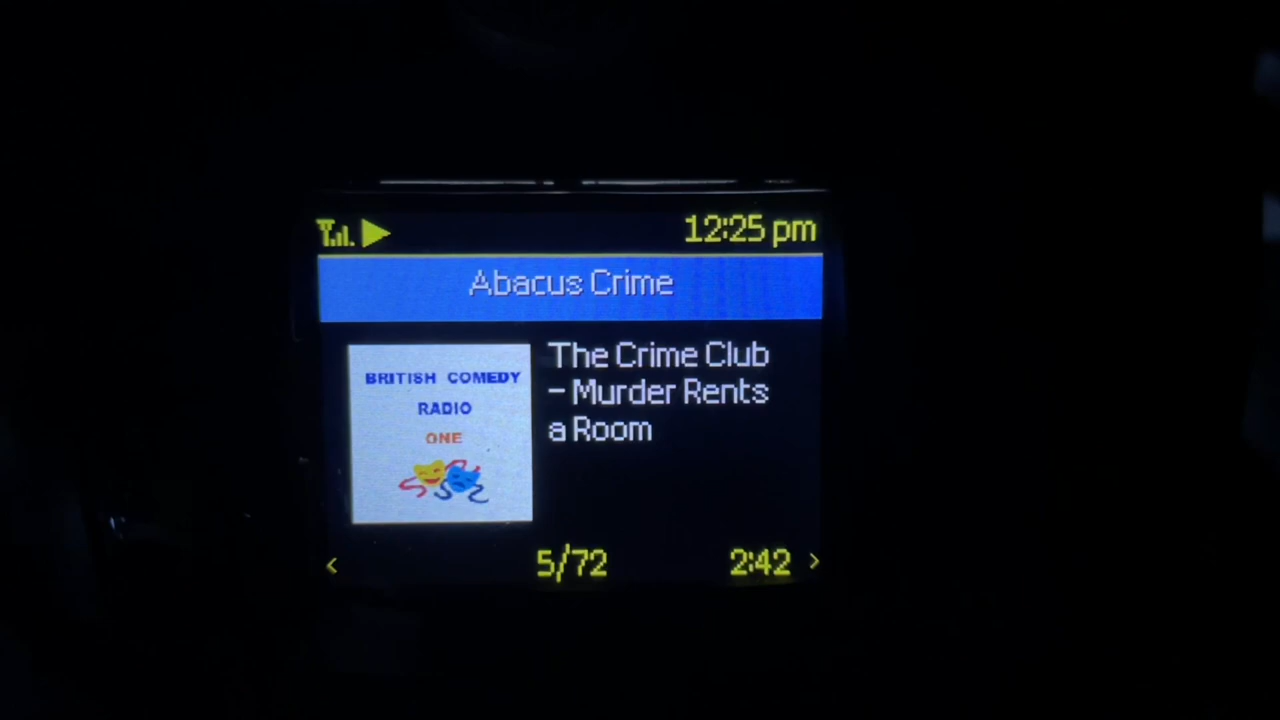 12:25 pm
Abacus Crime
The Crime Club
– Murder Rents
a Room
BRITISH COMEDY
RADIO
ONE
< 5/72 2:42 >